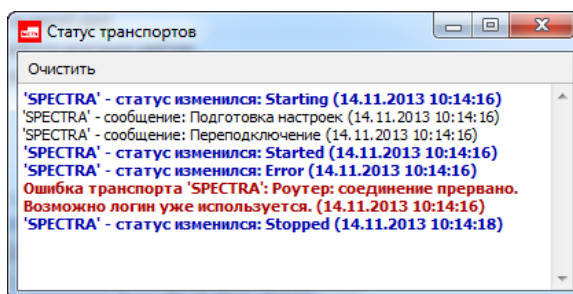 Статус транспортов
Очистить
'SPECTRA' - статус изменился: Starting (14.11.2013 10:14:16)
'SPECTRA' - сообщение: Подготовка настроек (14.11.2013 10:14:16)
'SPECTRA' - сообщение: Переподключение (14.11.2013 10:14:16)
'SPECTRA' - статус изменился: Started (14.11.2013 10:14:16)
'SPECTRA' - статус изменился: Error (14.11.2013 10:14:16)
Ошибка транспорта 'SPECTRA': Роутер: соединение прервано.
Возможно логин уже используется. (14.11.2013 10:14:16)
'SPECTRA' - статус изменился: Stopped (14.11.2013 10:14:18)